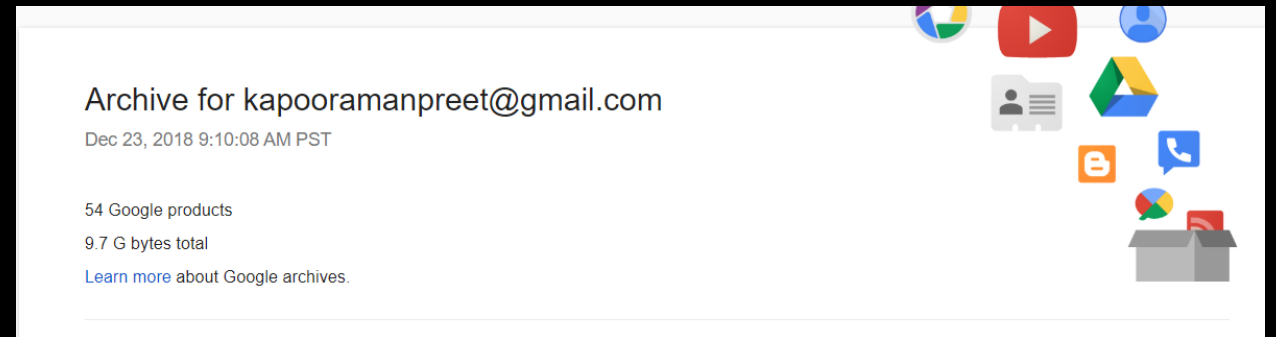 Archive for kapooramanpreet@gmail.com
Dec 23, 2018 9:10:08 AM PST
54 Google products
9.7 G bytes total
Learn more about Google archives.